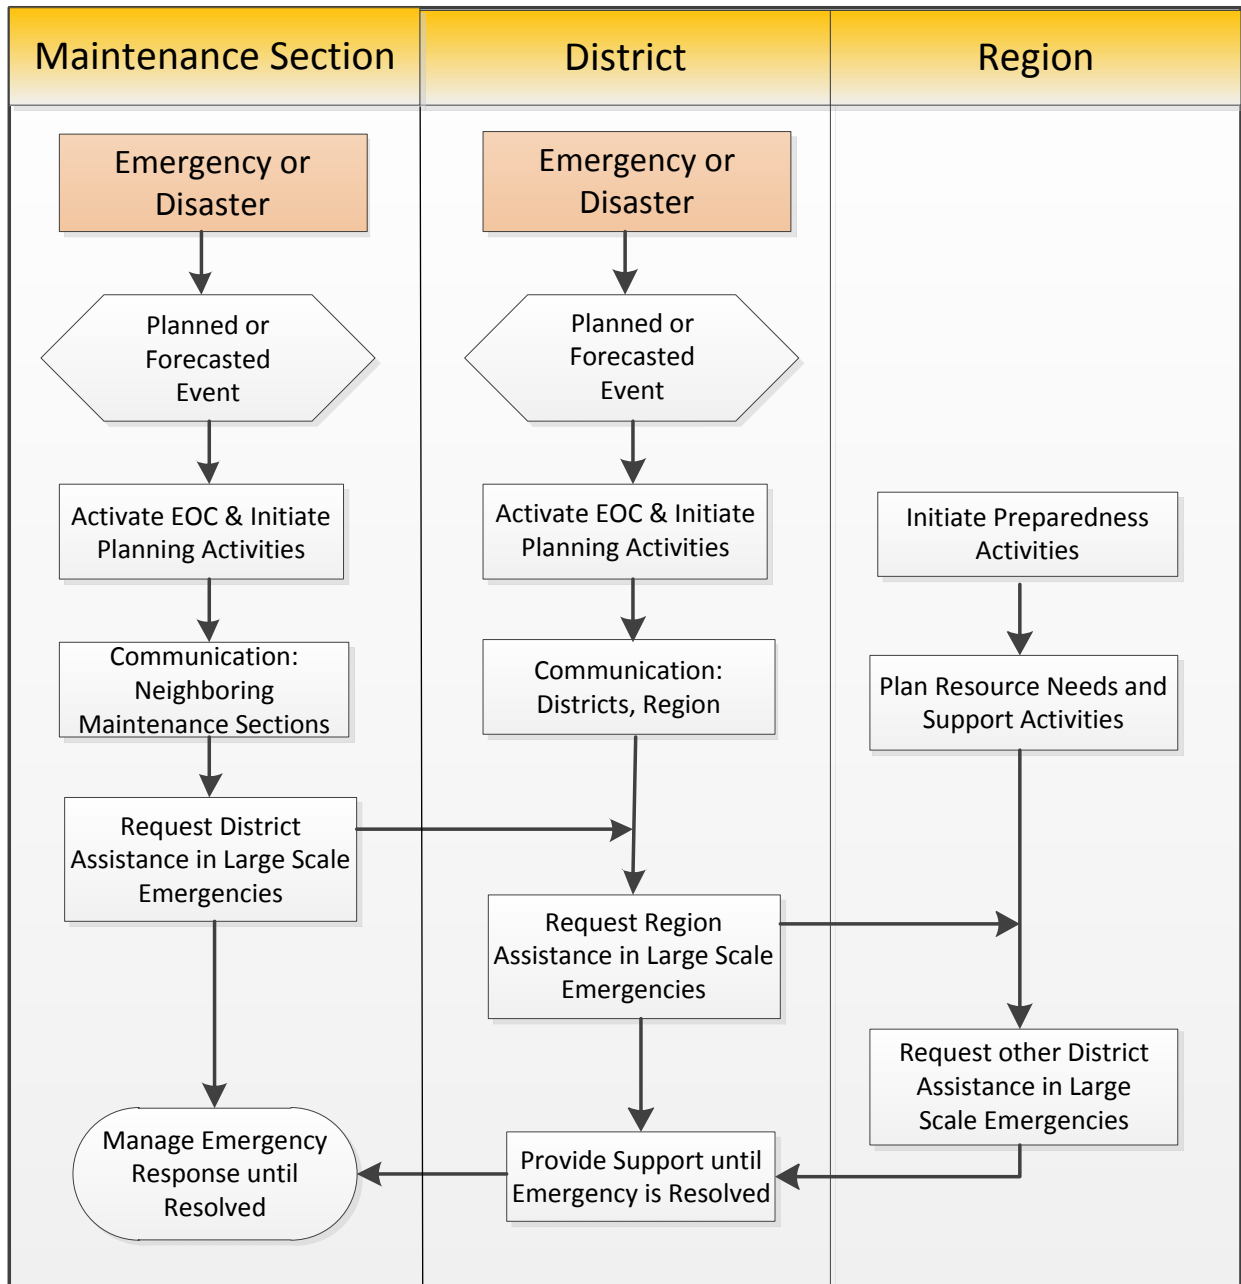 Maintenance Section
District
Region
Emergency or
Disaster
Planned or
Forecasted
Event
Activate EOC & Initiate
Planning Activities
Communication:
Neighboring
Maintenance Sections
Request District
Assistance in Large Scale
Emergencies
Manage Emergency
Response until
Resolved
Emergency or
Disaster
Planned or
Forecasted
Event
Activate EOC & Initiate
Planning Activities
Communication:
Districts, Region
Request Region
Assistance in Large Scale
Emergencies
Provide Support until
Emergency is Resolved
Initiate Preparedness
Activities
Plan Resource Needs and
Support Activities
Request other District
Assistance in Large
Scale Emergencies